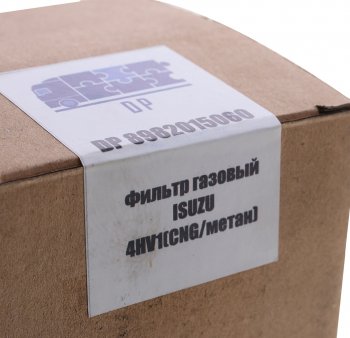 DP
DP 8982015060
Фильтр газовый
ISUZU
4HV1(CNG/метан)